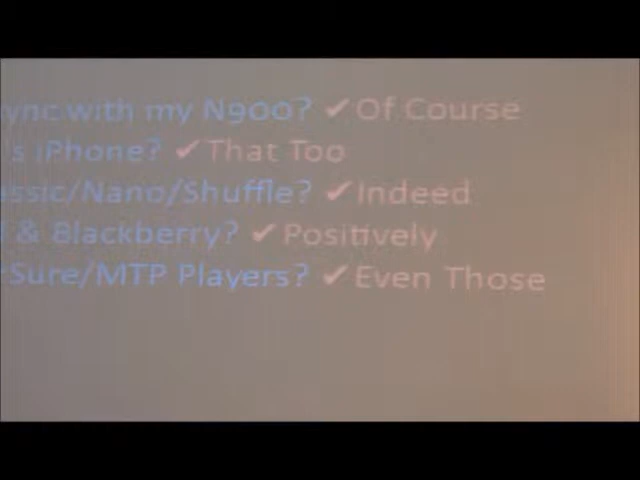 ync with my N900? ✔ Of Course
's iPhone? ✔ That Too
assic/Nano/Shuffle? ✔ Indeed
& Blackberry? ✔ Positively
Sure/MTP Players? ✔ Even Those